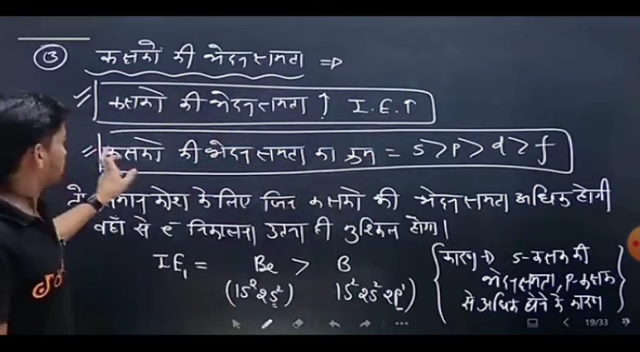 (3) कक्षकों की भेदन क्षमता ⇒
कक्षकों की भेदन क्षमता ↑ I.E.↑
कक्षकों की भेदन क्षमता का क्रम = s > p > d > f
समान कोश के लिए जिस कक्षकों की भेदन क्षमता अधिक होगी
वहाँ से e⁻ निकालना उतना ही मुश्किल होगा।
IE₁ = Be > B
(1s² 2s²) 1s² 2s² 2p¹
{ कारण ⇒ s-कक्षक की
भेदन क्षमता, p-कक्षक
से अधिक होने के कारण }
19/33